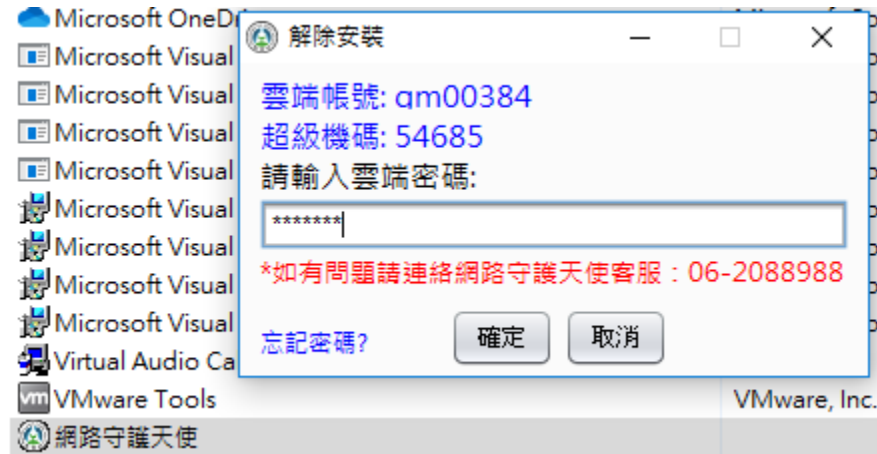 Microsoft OneDr
Microsoft Visual
Microsoft Visual
Microsoft Visual
Microsoft Visual
Microsoft Visual
Microsoft Visual
Microsoft Visual
Microsoft Visual
Virtual Audio Ca
VMware Tools
VMware, Inc.
網路守護天使
解除安裝
雲端帳號: gm00384
超級機碼: 54685
請輸入雲端密碼:
*******
*如有問題請連絡網路守護天使客服：06-2088988
忘記密碼?
確定
取消